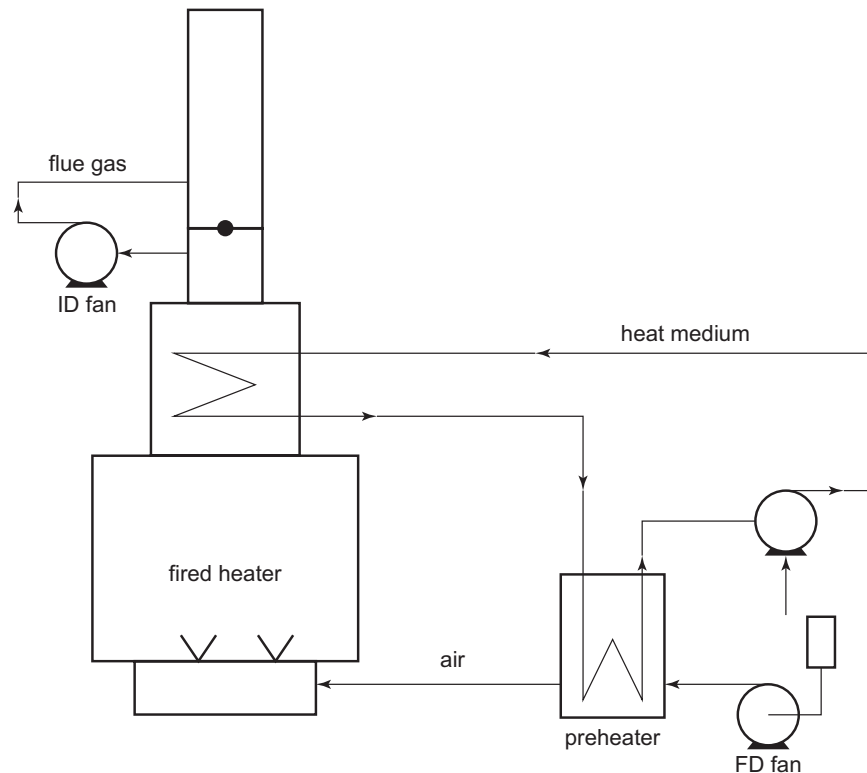 flue gas
ID fan
heat medium
fired heater
air
preheater
FD fan